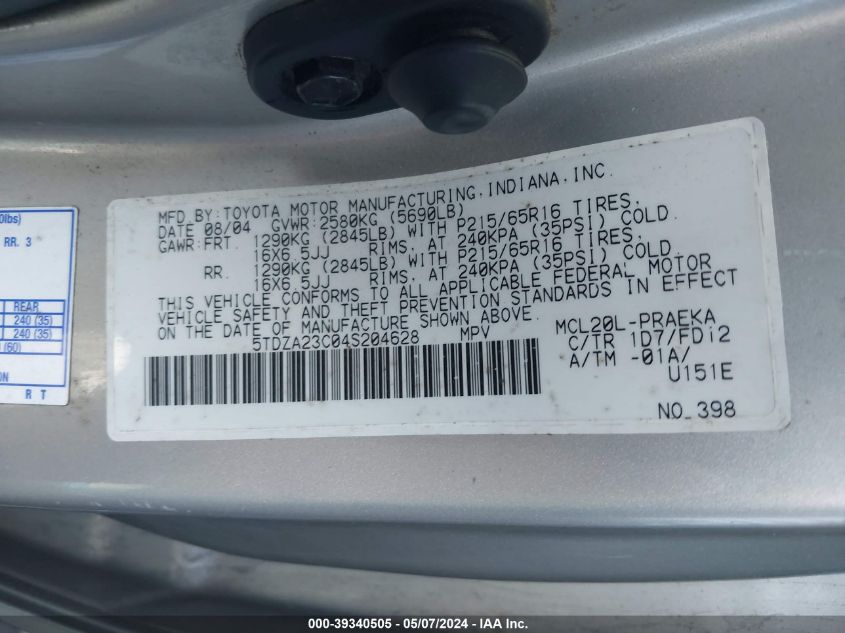 0lbs)
RR. 3
REAR
240 (35)
240 (35)
(60)
ON
R T
MFD BY:TOYOTA MOTOR MANUFACTURING,INDIANA,INC.
DATE 08/04 GVWR:2580KG (5690LB)
GAWR:FRT. 1290KG (2845LB) WITH P215/65R16 TIRES,
16X6.5JJ RIMS, AT 240KPA (35PSI) COLD.
RR. 1290KG (2845LB) WITH P215/65R16 TIRES,
16X6.5JJ RIMS, AT 240KPA (35PSI) COLD
THIS VEHICLE CONFORMS TO ALL APPLICABLE FEDERAL MOTOR
VEHICLE SAFETY AND THEFT PREVENTION STANDARDS IN EFFECT
ON THE DATE OF MANUFACTURE SHOWN ABOVE.
5TDZA23C04S204628 MPV
MCL20L-PRAEKA
C/TR 1D7/FD12
A/TM -01A/
U151E
NO_398
000-39340505 - 05/07/2024 - IAA Inc.